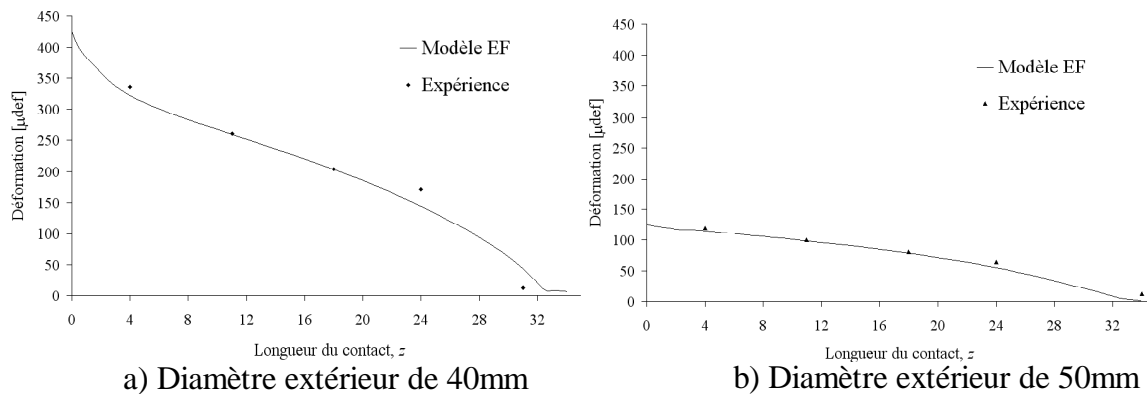 450
400
350
300
250
200
150
100
50
0
Déformation [μdef]
Modèle EF
Expérience
0 4 8 12 16 20 24 28 32
Longueur du contact, z
a) Diamètre extérieur de 40mm
450
400
350
300
250
200
150
100
50
0
Déformation [μdef]
Modèle EF
Expérience
0 4 8 12 16 20 24 28 32
Longueur du contact, z
b) Diamètre extérieur de 50mm